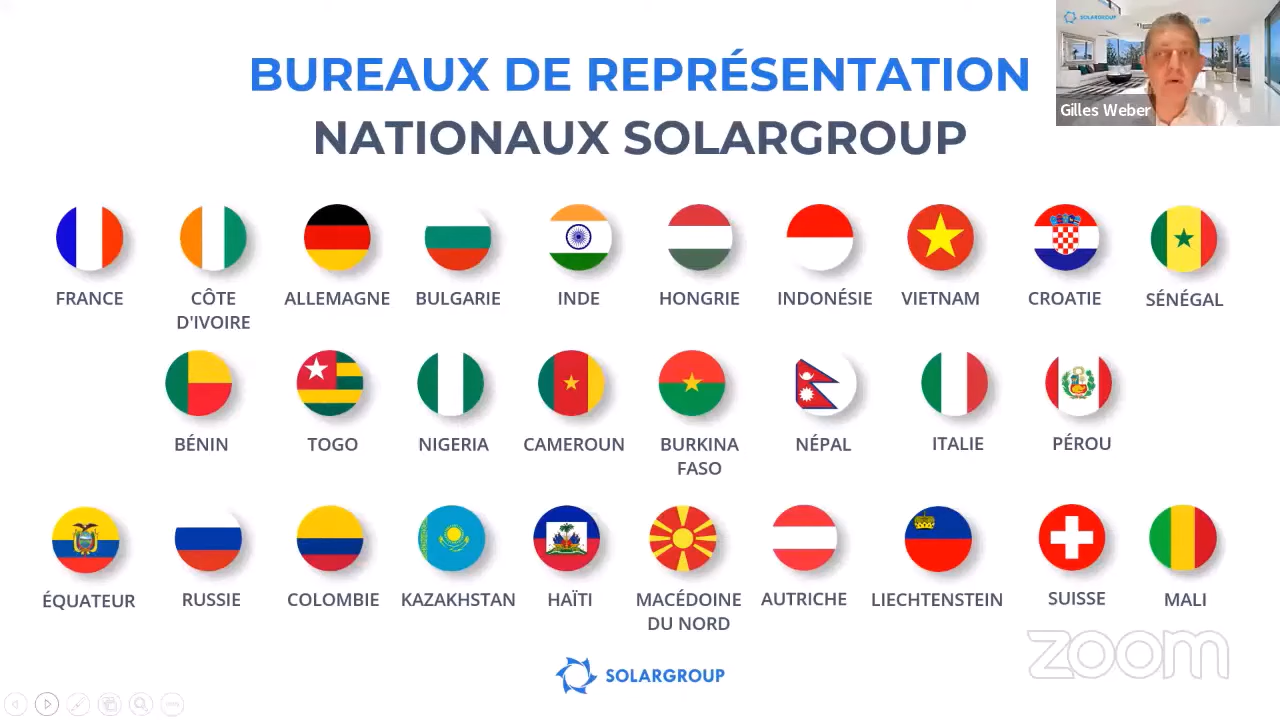 SOLARGROUP
Gilles Weber
BUREAUX DE REPRÉSENTATION
NATIONAUX SOLARGROUP
FRANCE
CÔTE
D'IVOIRE
ALLEMAGNE
BULGARIE
INDE
HONGRIE
INDONÉSIE
VIETNAM
CROATIE
SÉNÉGAL
BÉNIN
TOGO
NIGERIA
CAMEROUN
BURKINA
FASO
NÉPAL
ITALIE
PÉROU
ÉQUATEUR
RUSSIE
COLOMBIE
KAZAKHSTAN
HAÏTI
MACÉDOINE
DU NORD
AUTRICHE
LIECHTENSTEIN
SUISSE
MALI
zoom
SOLARGROUP